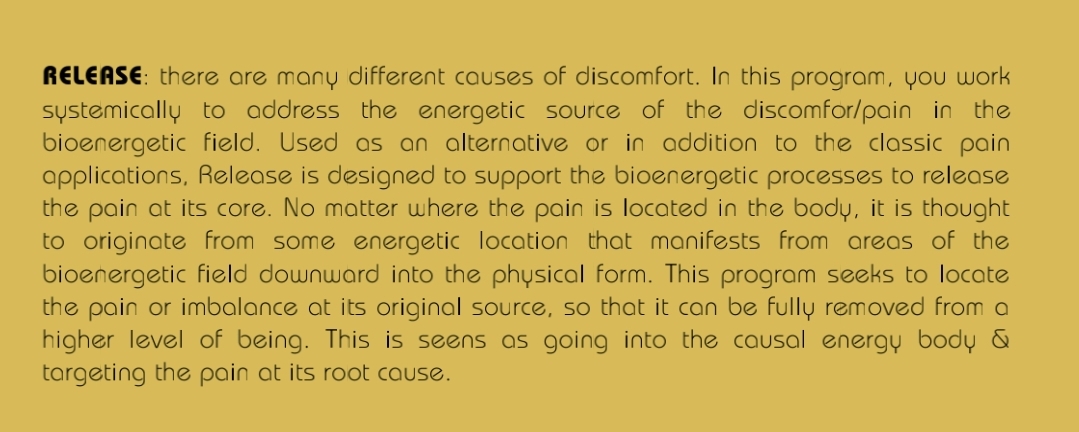 RELEASE: there are many different causes of discomfort. In this program, you work
systemically to address the energetic source of the discomfor/pain in the
bioenergetic field. Used as an alternative or in addition to the classic pain
applications, Release is designed to support the bioenergetic processes to release
the pain at its core. No matter where the pain is located in the body, it is thought
to originate from some energetic location that manifests from areas of the
bioenergetic field downward into the physical form. This program seeks to locate
the pain or imbalance at its original source, so that it can be fully removed from a
higher level of being. This is seens as going into the causal energy body &
targeting the pain at its root cause.